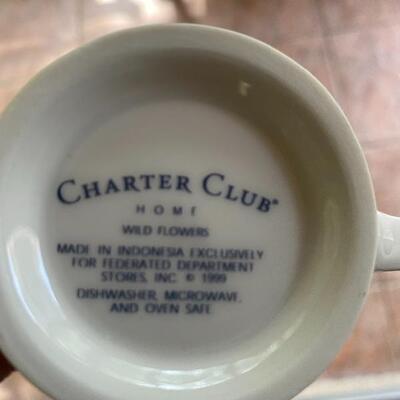 CHARTER CLUB®
HOME
WILD FLOWERS
MADE IN INDONESIA EXCLUSIVELY
FOR FEDERATED DEPARTMENT
STORES, INC. © 1999
DISHWASHER, MICROWAVE,
AND OVEN SAFE